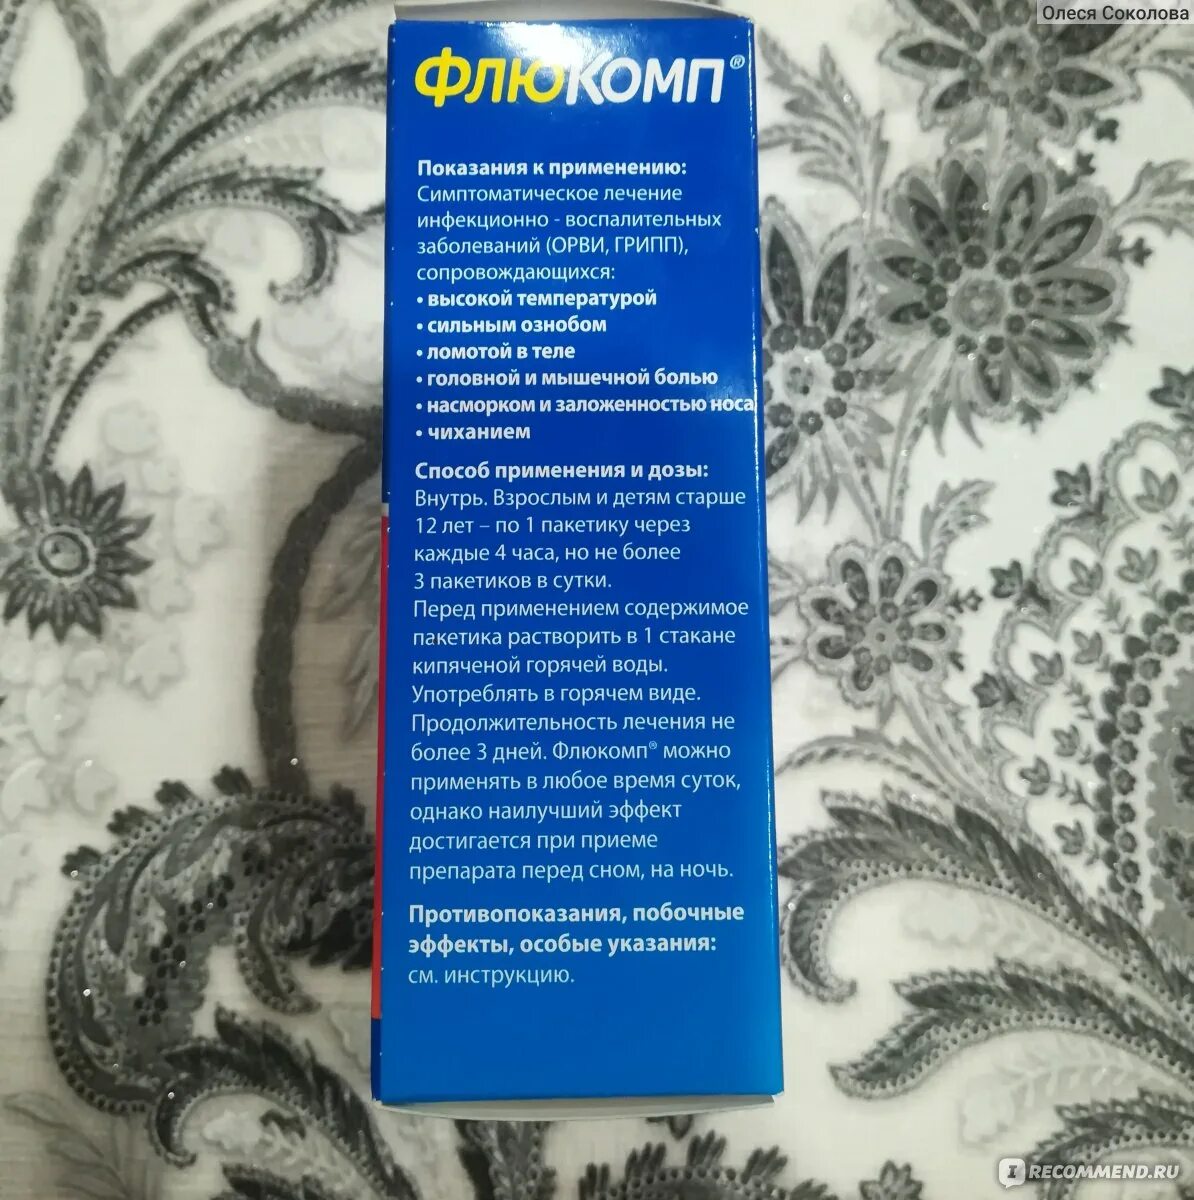 Олеся Соколова
ФЛЮКОМП®
Показания к применению:
Симптоматическое лечение
инфекционно - воспалительных
заболеваний (ОРВИ, ГРИПП),
сопровождающихся:
• высокой температурой
• сильным ознобом
• ломотой в теле
• головной и мышечной болью
• насморком и заложенностью носа
• чиханием
Способ применения и дозы:
Внутрь. Взрослым и детям старше
12 лет – по 1 пакетику через
каждые 4 часа, но не более
3 пакетиков в сутки.
Перед применением содержимое
пакетика растворить в 1 стакане
кипяченой горячей воды.
Употреблять в горячем виде.
Продолжительность лечения не
более 3 дней. Флюкомп® можно
применять в любое время суток,
однако наилучший эффект
достигается при приеме
препарата перед сном, на ночь.
Противопоказания, побочные
эффекты, особые указания:
см. инструкцию.
IRECOMMEND.RU